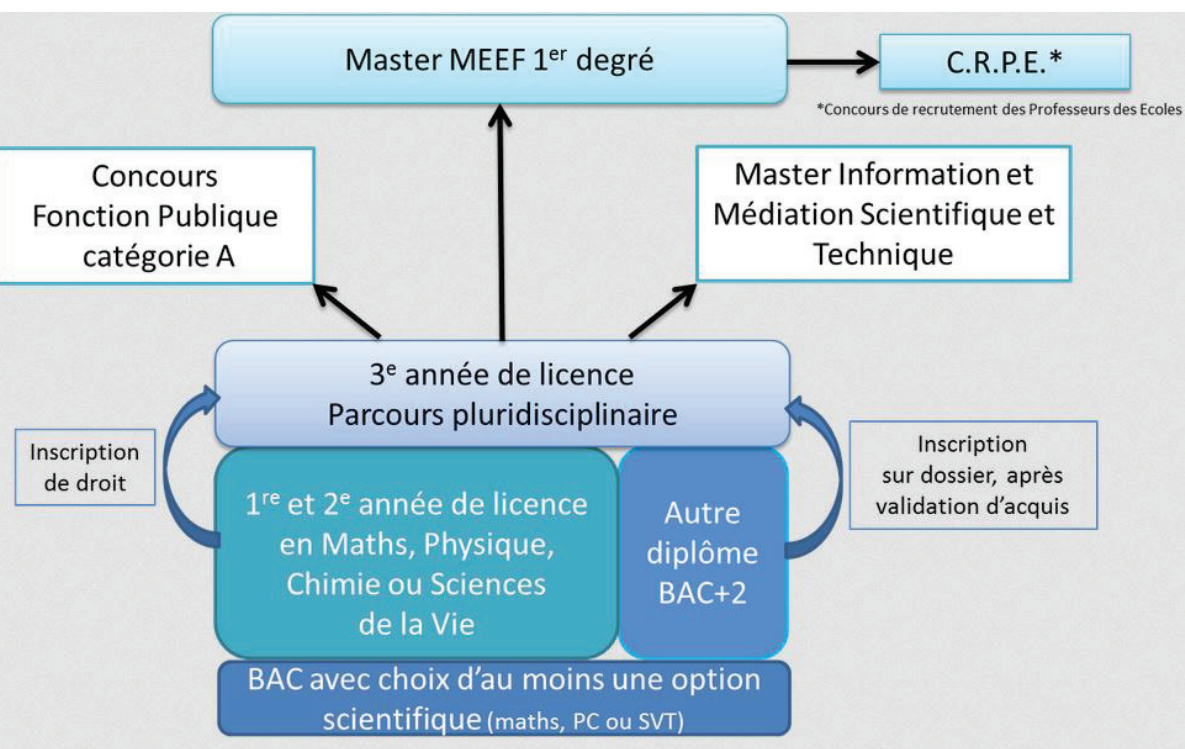 Master MEEF 1er degré
C.R.P.E.*
*Concours de recrutement des Professeurs des Ecoles
Concours
Fonction Publique
catégorie A
Master Information et
Médiation Scientifique et
Technique
3e année de licence
Parcours pluridisciplinaire
Inscription
de droit
Inscription
sur dossier, après
validation d'acquis
1re et 2e année de licence
en Maths, Physique,
Chimie ou Sciences
de la Vie
Autre
diplôme
BAC+2
BAC avec choix d'au moins une option
scientifique (maths, PC ou SVT)